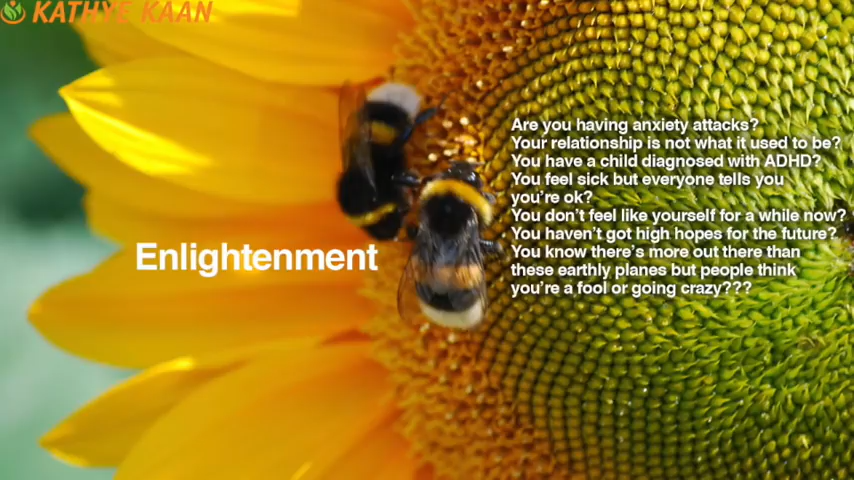 KATHYE KAAN
Enlightenment
Are you having anxiety attacks?
Your relationship is not what it used to be?
You have a child diagnosed with ADHD?
You feel sick but everyone tells you
you're ok?
You don't feel like yourself for a while now?
You haven't got high hopes for the future?
You know there's more out there than
these earthly planes but people think
you're a fool or going crazy???